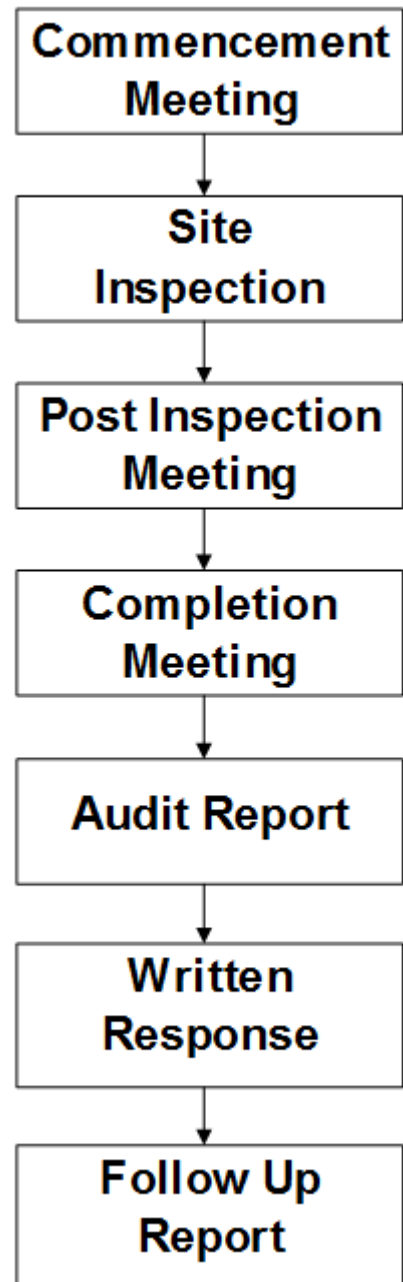 Commencement
Meeting
Site
Inspection
Post Inspection
Meeting
Completion
Meeting
Audit Report
Written
Response
Follow Up
Report